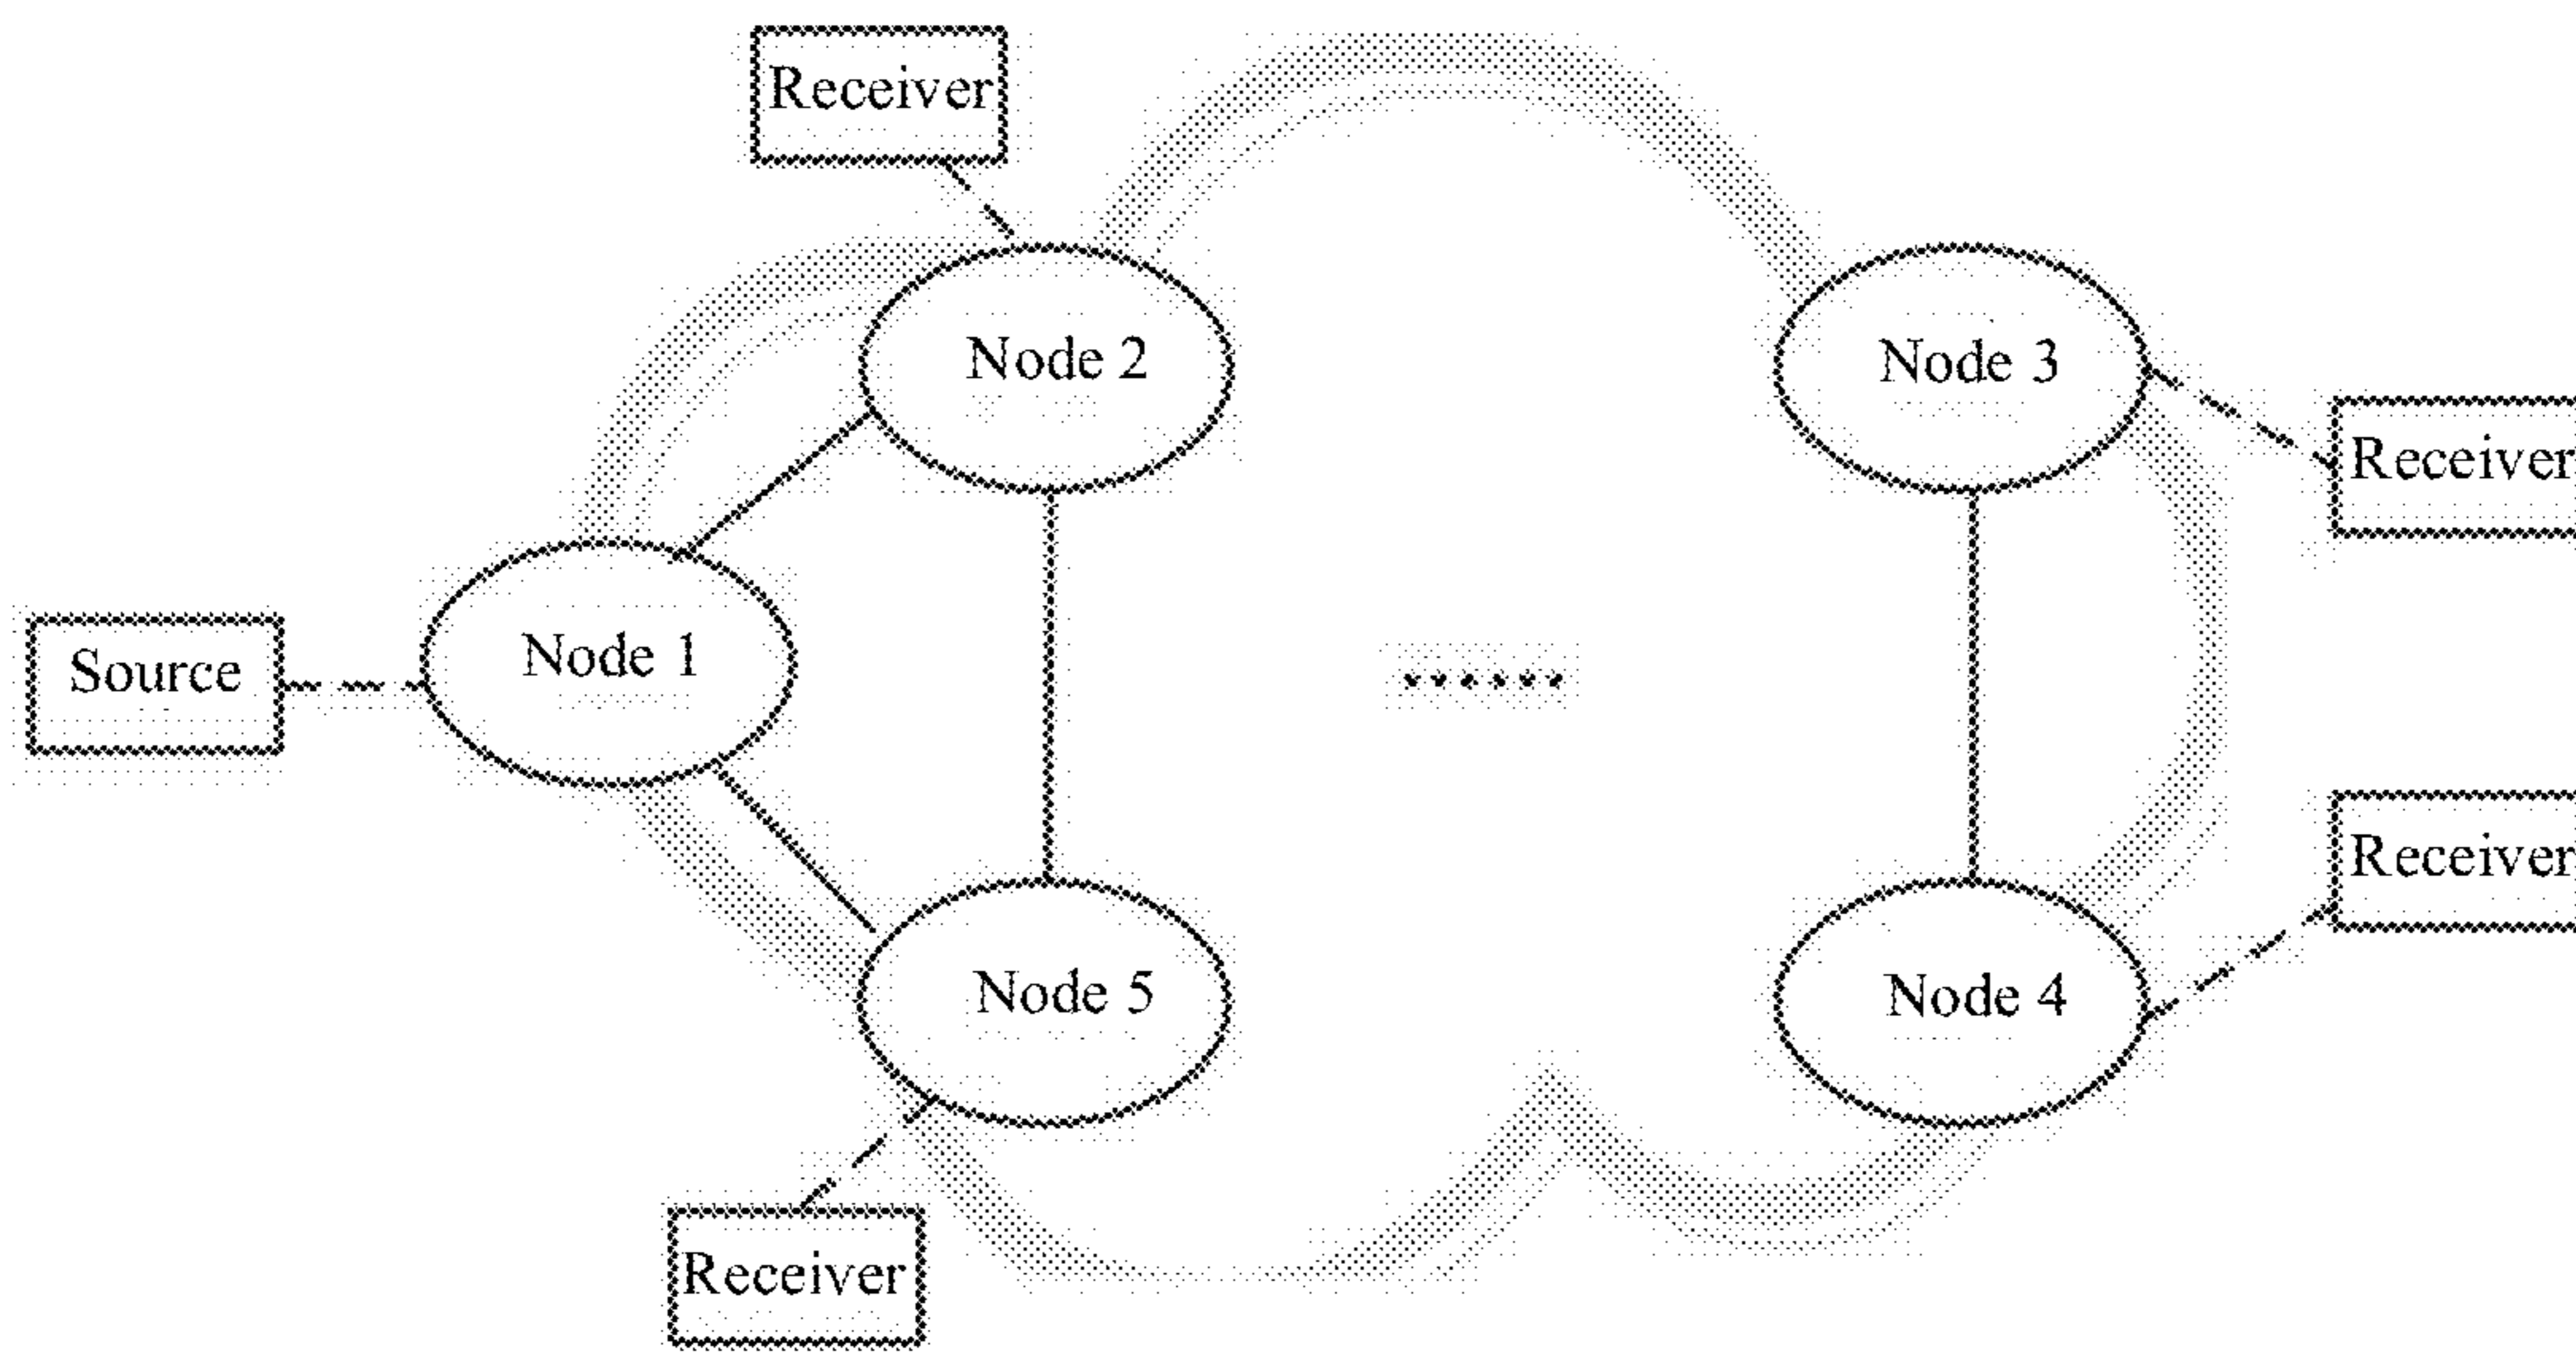 Receiver
Node 2
Node 3
Receiver
Source
Node 1
......
Receiver
Node 5
Node 4
Receiver